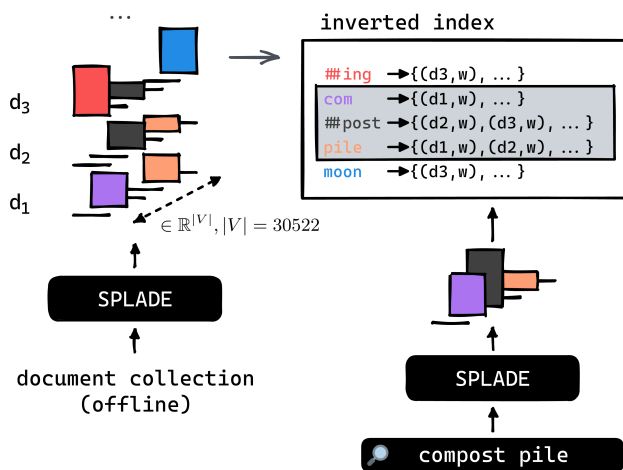 ...
inverted index
##ing → {(d3,w), ... }
com → {(d1,w), ... }
##post → {(d2,w),(d3,w), ... }
pile → {(d1,w),(d2,w), ... }
moon → {(d3,w), ... }
d₃
d₂
d₁
∈ ℝ^|V|, |V| = 30522
SPLADE
document collection
(offline)
SPLADE
compost pile